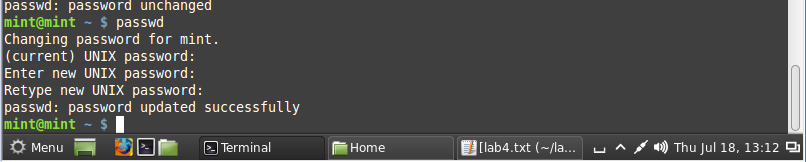 passwd: password unchanged
mint@mint ~ $ passwd
Changing password for mint.
(current) UNIX password:
Enter new UNIX password:
Retype new UNIX password:
passwd: password updated successfully
mint@mint ~ $
Menu Terminal Home [lab4.txt (~/la... Thu Jul 18, 13:12